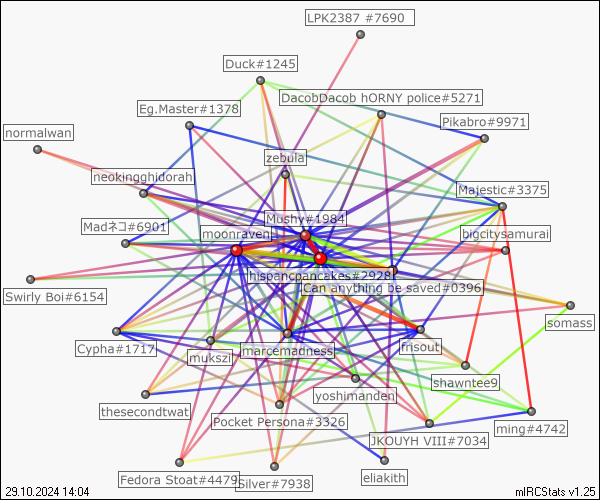 LPK2387 #7690
Duck#1245
DacobDacob hORNY police#5271
Eg.Master#1378
Pikabro#9971
normalwan
zebula
neokingghidorah
Majestic#3375
Mushy#1984
Madネコ#6901
moonraven
bigcitysamurai
hispanicpancakes#2928
Can anything be saved#0396
Swirly Boi#6154
somass
Cypha#1717
mukszi
marcemadness
frisout
shawntee9
yoshimanden
thesecondtwat
Pocket Persona#3326
ming#4742
JKOUYH VIII#7034
Fedora Stoat#4479
Silver#7938
eliakith
29.10.2024 14:04
mIRCStats v1.25